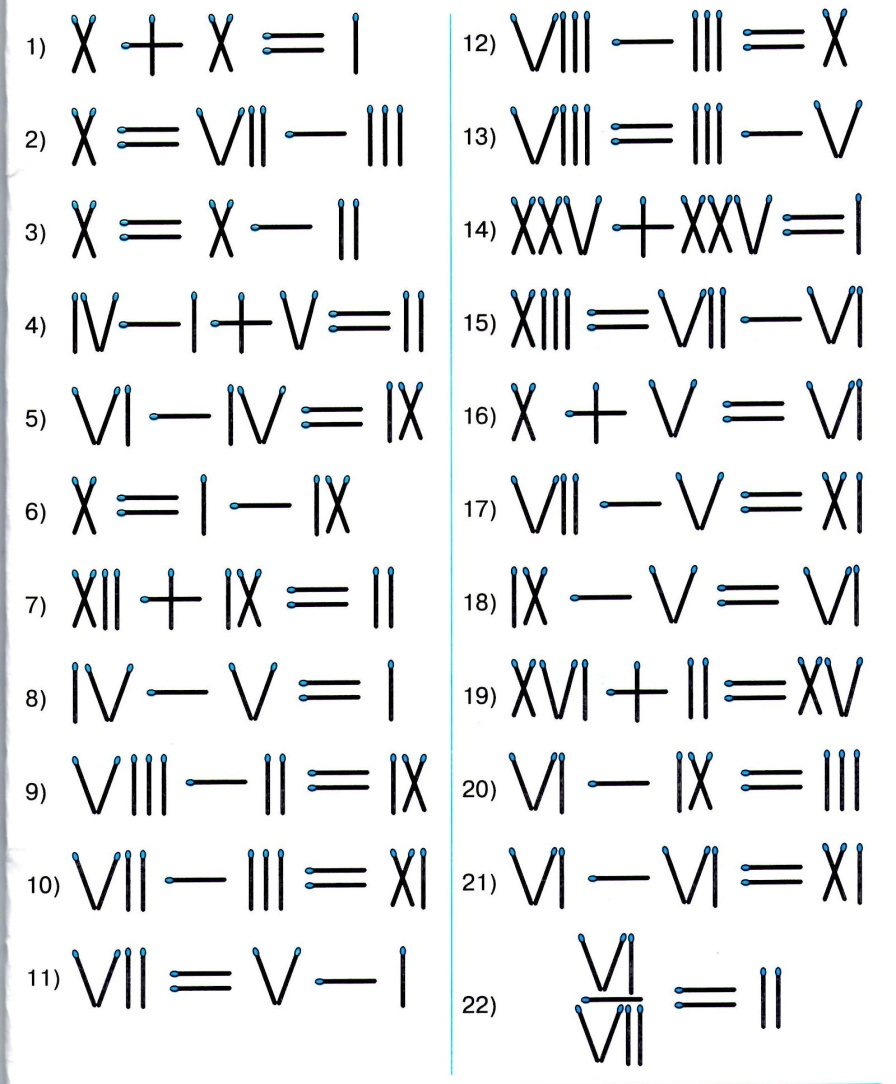 1) X + X = I
2) X = VII – III
3) X = X – II
4) IV – I + V = II
5) VI – IV = IX
6) X = I – IX
7) XII + IX = II
8) IV – V = I
9) VIII – II = IX
10) VII – III = XI
11) VII = V – I
12) VIII – III = X
13) VIII = III – V
14) XXV + XXV = I
15) XIII = VII – VI
16) X + V = VI
17) VII – V = XI
18) IX – V = VI
19) XVI + II = XV
20) VI – IX = III
21) VI – VI = XI
22) VI / VII = II